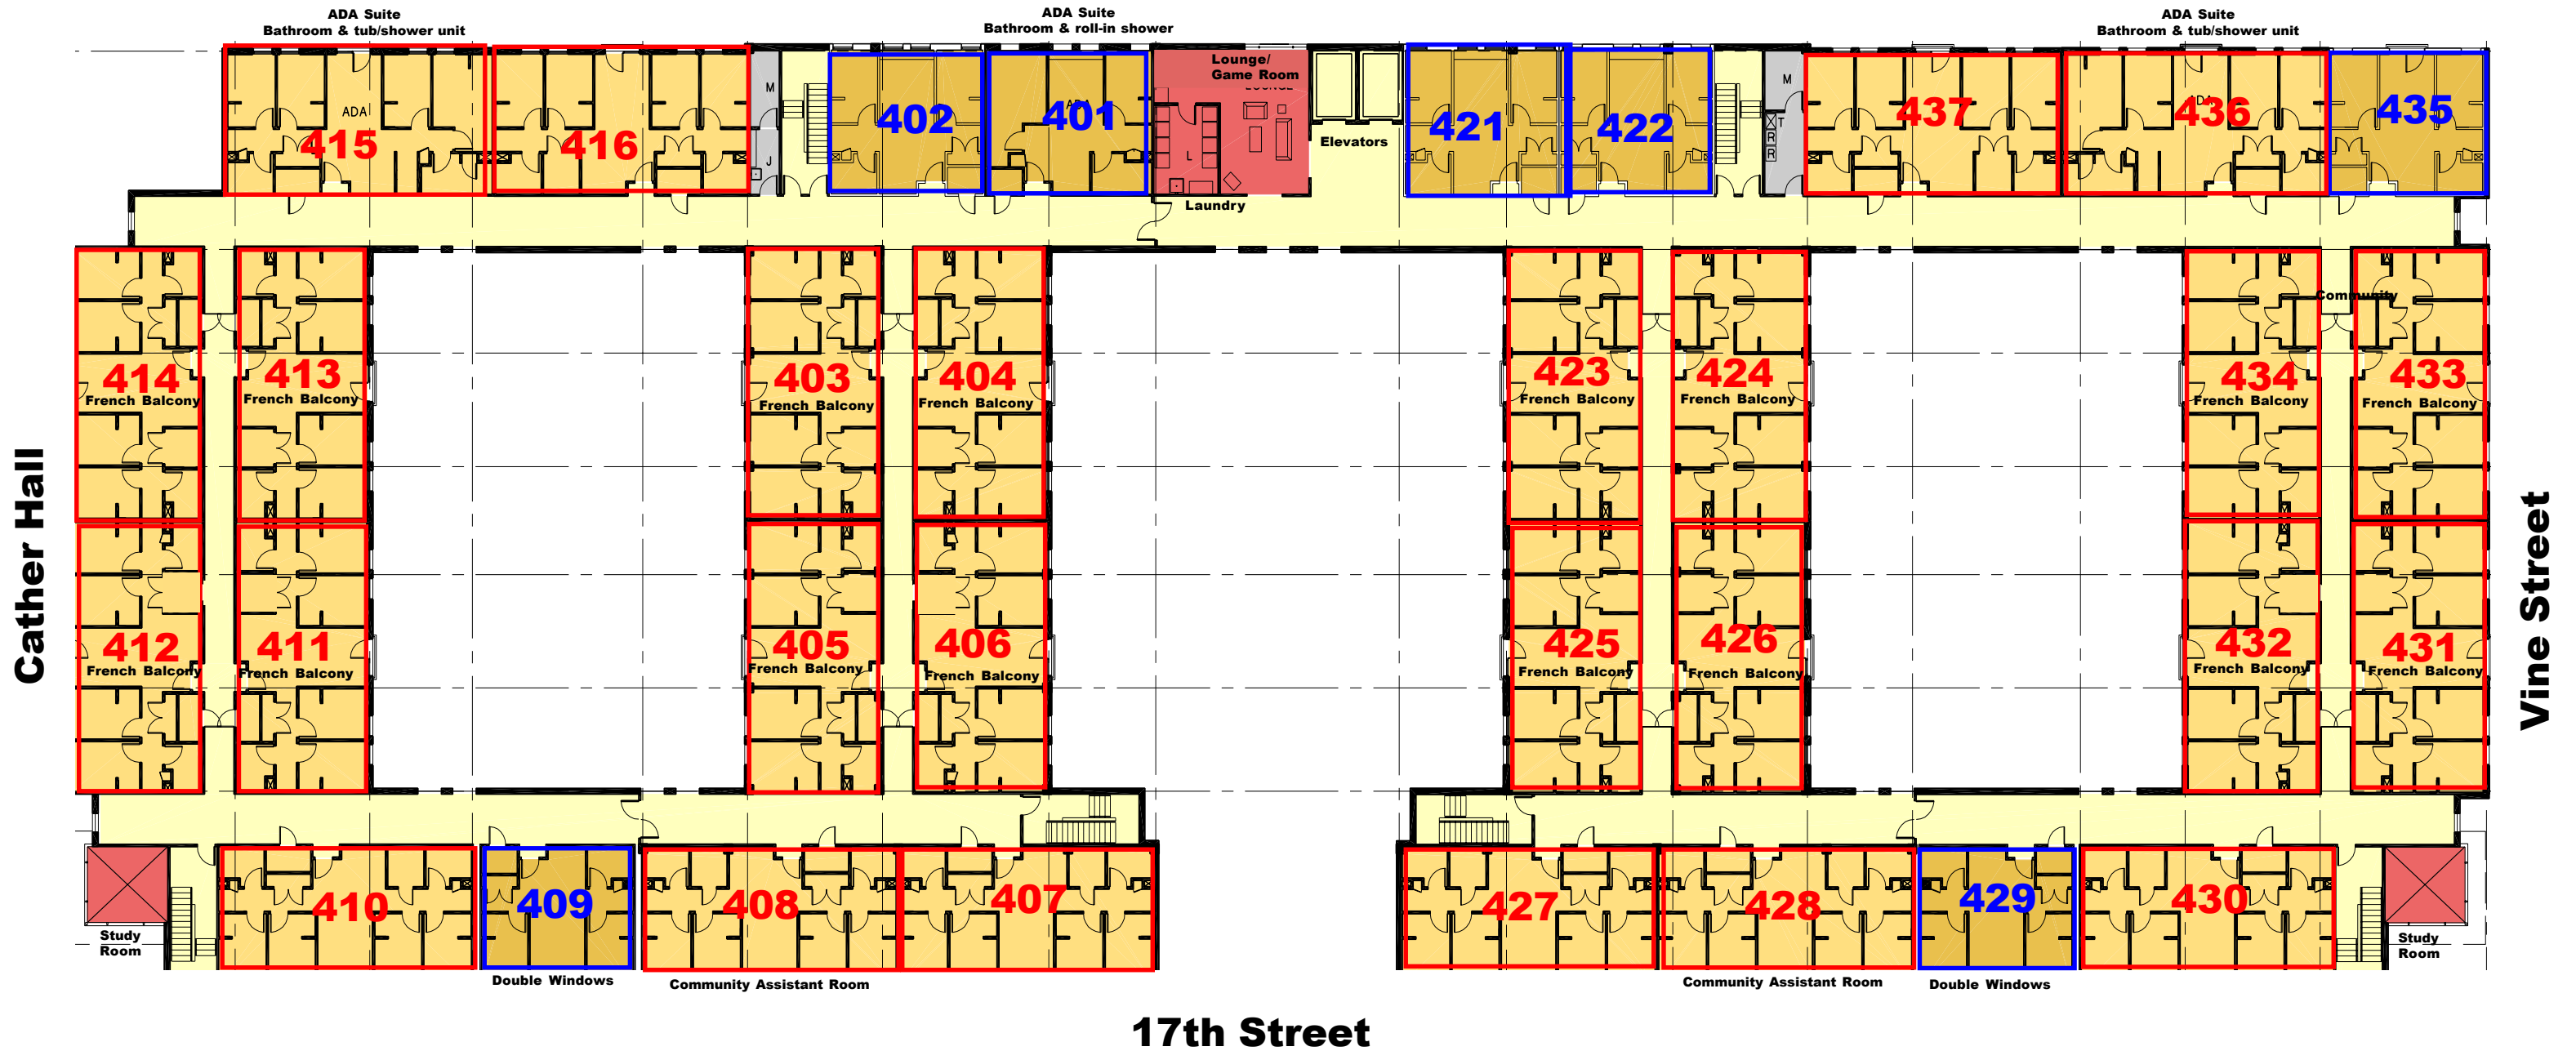 ADA Suite
Bathroom & tub/shower unit
ADA Suite
Bathroom & roll-in shower
ADA Suite
Bathroom & tub/shower unit
ADA
415
416
M
J
402
ADA
401
Lounge/
Game Room
LOUNGE
L
Laundry
Elevators
421
422
M
T
R
R
437
ADA
436
435
414
French Balcony
413
French Balcony
403
French Balcony
404
French Balcony
423
French Balcony
424
French Balcony
Community
434
French Balcony
433
French Balcony
Cather Hall
Vine Street
412
French Balcony
411
French Balcony
405
French Balcony
406
French Balcony
425
French Balcony
426
French Balcony
432
French Balcony
431
French Balcony
Study
Room
410
409
Double Windows
408
Community Assistant Room
407
427
428
Community Assistant Room
429
Double Windows
430
Study
Room
17th Street